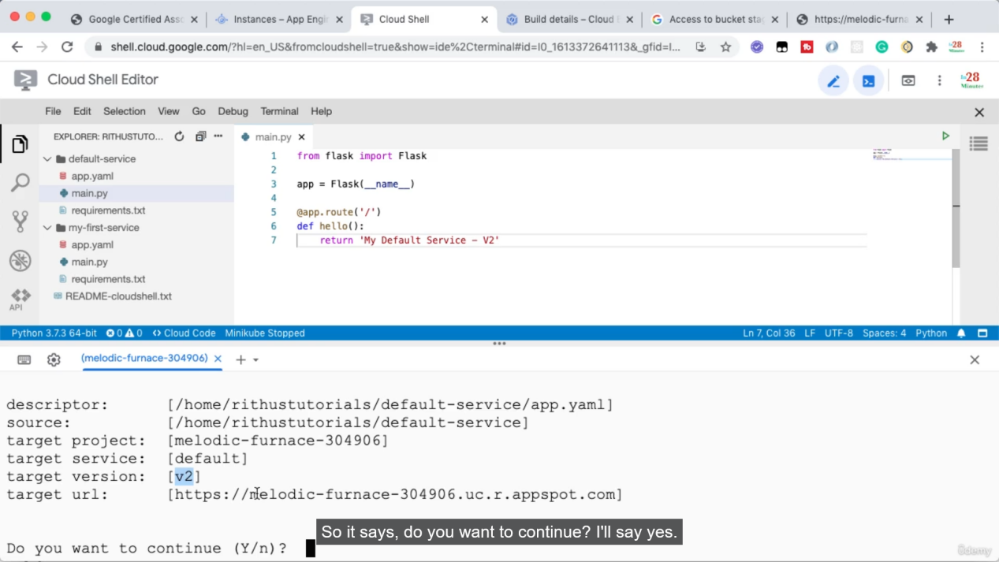 Google Certified Ass
Instances – App Engin
Cloud Shell
Build details – Cloud
Access to bucket stag
https://melodic-furna
shell.cloud.google.com/?hl=en_US&fromcloudshell=true&show=ide%2Cterminal#id=I0_1613372641113&_gfid=I...
Cloud Shell Editor
in28
Minutes
File Edit Selection View Go Debug Terminal Help
EXPLORER: RITHUSTUTO...
main.py
default-service
app.yaml
main.py
requirements.txt
my-first-service
app.yaml
main.py
requirements.txt
README-cloudshell.txt
API
1 from flask import Flask
2
3 app = Flask(__name__)
4
5 @app.route('/')
6 def hello():
7 return 'My Default Service – V2'
Python 3.7.3 64-bit 0 0 <> Cloud Code Minikube Stopped Ln 7, Col 36 LF UTF-8 Spaces: 4 Python
(melodic-furnace-304906)
descriptor: [/home/rithustutorials/default-service/app.yaml]
source: [/home/rithustutorials/default-service]
target project: [melodic-furnace-304906]
target service: [default]
target version: [v2]
target url: [https://melodic-furnace-304906.uc.r.appspot.com]
So it says, do you want to continue? I'll say yes.
Do you want to continue (Y/n)?
ûdemy